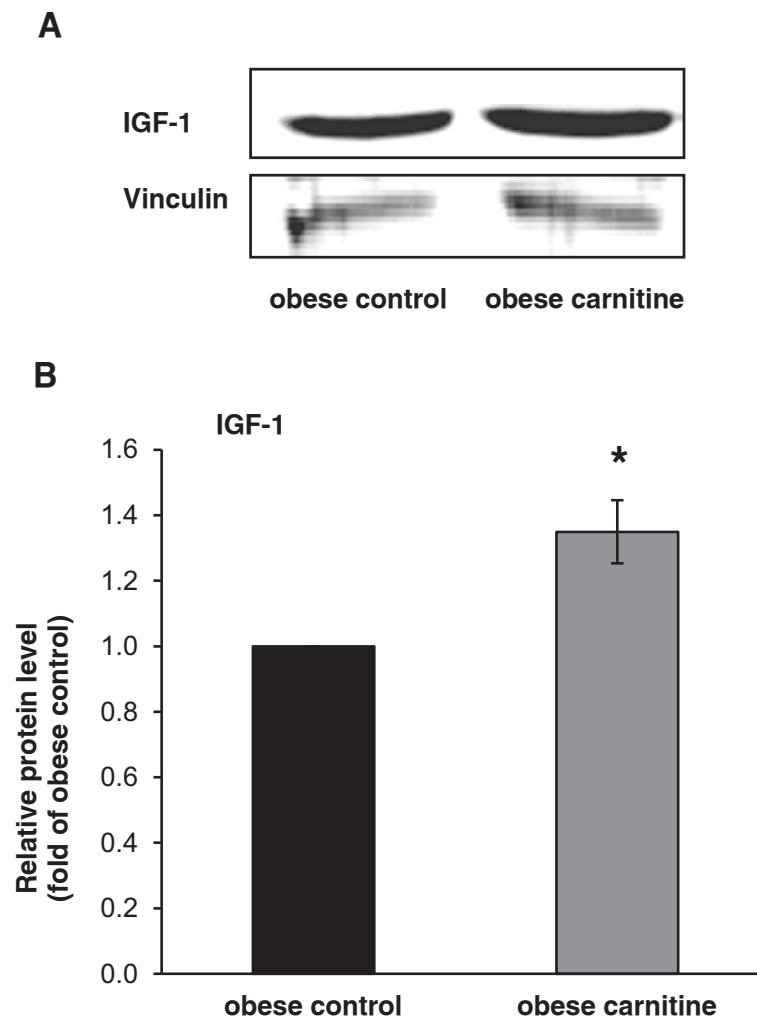 A
IGF-1
Vinculin
obese control obese carnitine
B
IGF-1
1.6
*
1.4
1.2
1.0
0.8
0.6
0.4
0.2
0.0
Relative protein level
(fold of obese control)
obese control obese carnitine